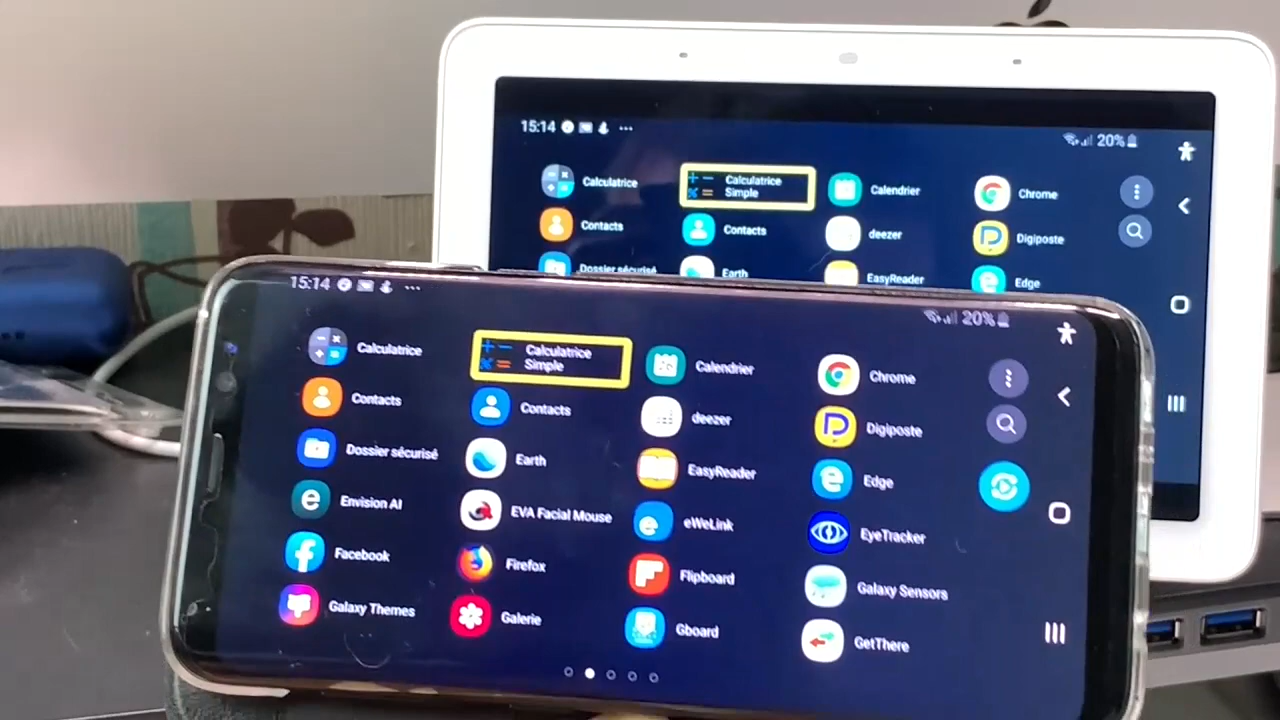 15:14
20%
Calculatrice
Calculatrice
Simple
Calendrier
Chrome
Contacts
Contacts
deezer
Digiposte
Dossier sécurisé
Earth
EasyReader
Edge
15:14
20%
Calculatrice
Calculatrice
Simple
Calendrier
Chrome
Contacts
Contacts
deezer
Digiposte
Dossier sécurisé
Earth
EasyReader
Edge
Envision AI
EVA Facial Mouse
eWeLink
EyeTracker
Facebook
Firefox
Flipboard
Galaxy Sensors
Galaxy Themes
Galerie
Gboard
GetThere